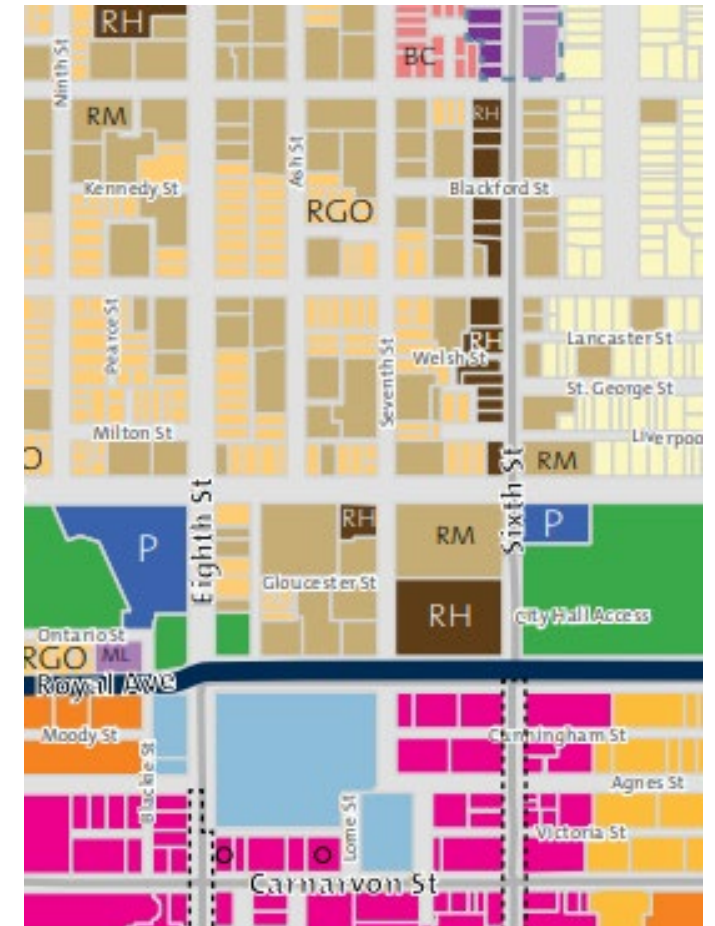 RH
BC
Ninth St
RM
RH
Ash St
Kennedy St
Blackford St
RGO
Pearce St
Lancaster St
RH
Welsh St
Seventh St
St. George St
Milton St
Liverpoo
O
RM
Eighth St
Sixth St
P
RH
P
RM
Gloucester St
RH
City Hall Access
Ontario St
RGO
ML
Royal Ave
Moody St
Cunningham St
Blackie St
Agnes St
Lorne St
Victoria St
Carnarvon St